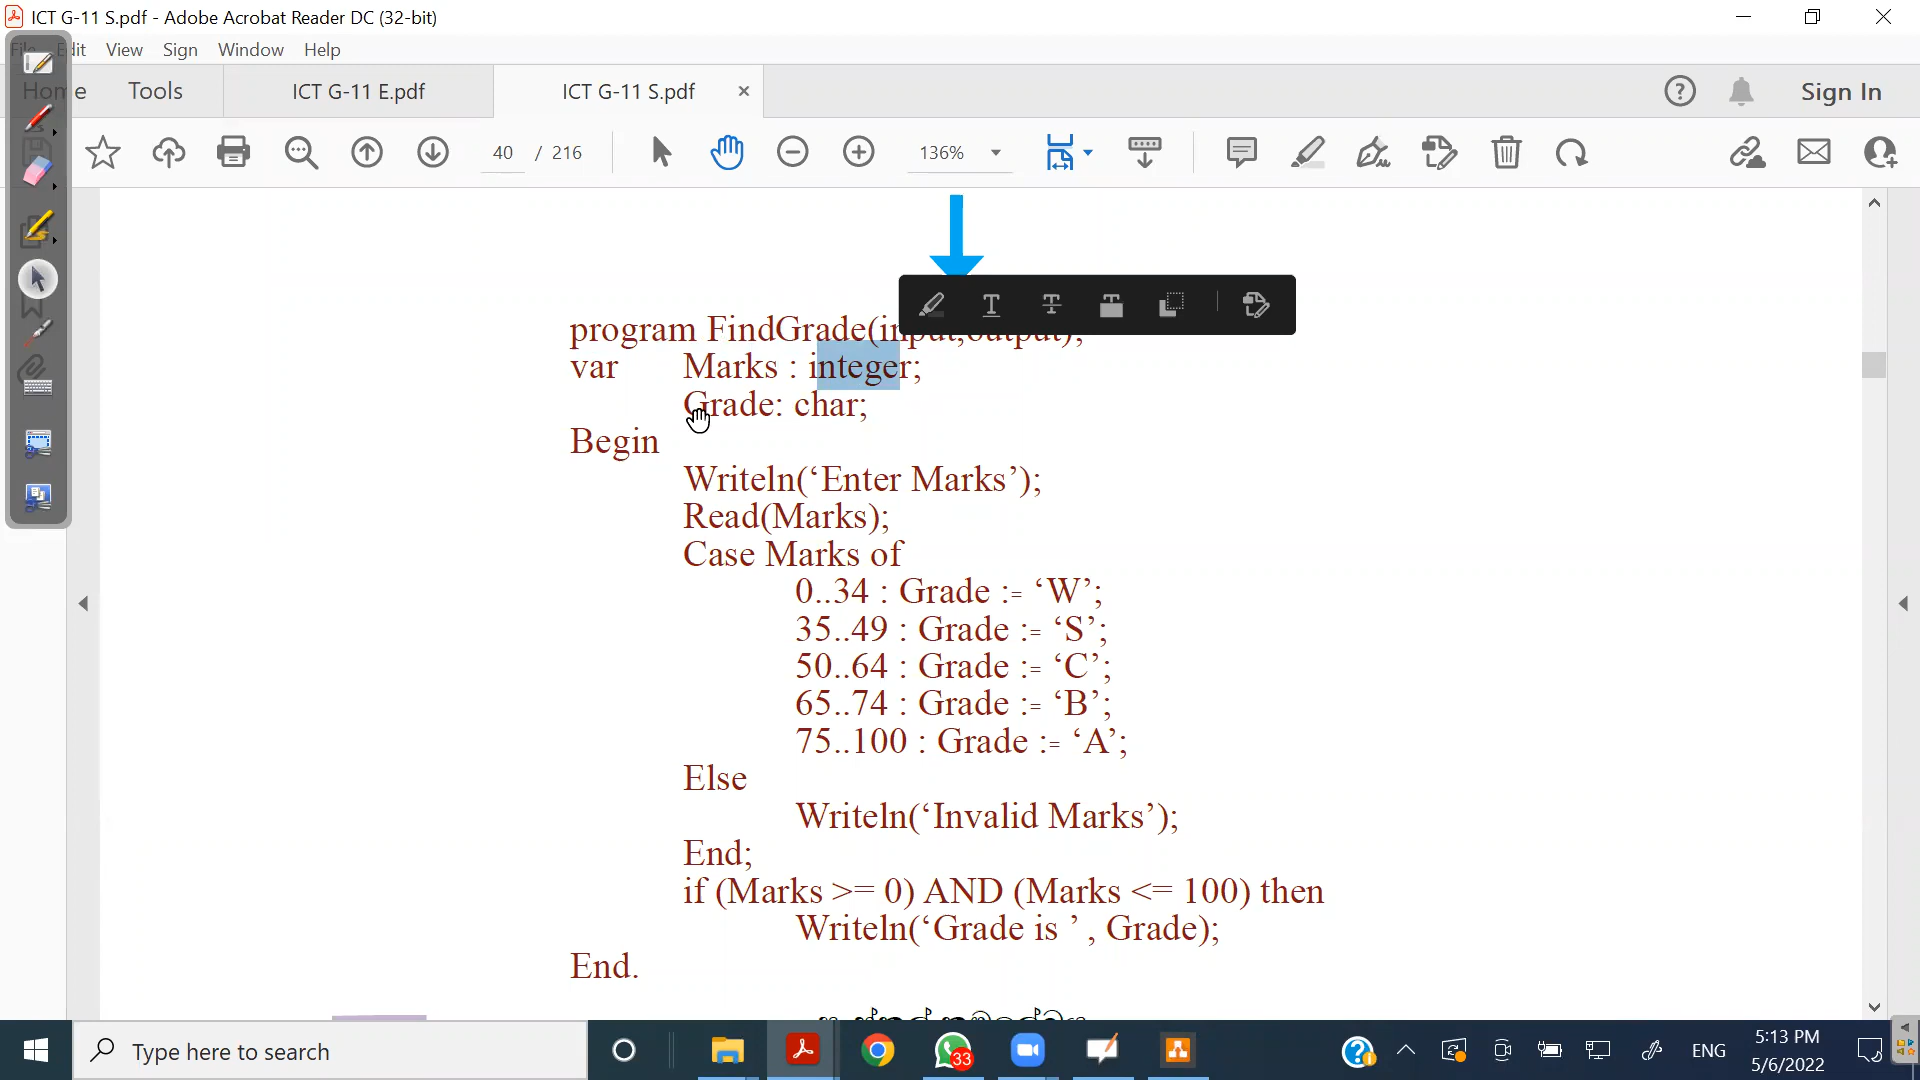 ICT G-11 S.pdf - Adobe Acrobat Reader DC (32-bit)
Edit View Sign Window Help
Home Tools ICT G-11 E.pdf ICT G-11 S.pdf × Sign In
40 / 216 136%
program FindGrade(input,output);
var Marks : integer;
Grade: char;
Begin
Writeln(‘Enter Marks’);
Read(Marks);
Case Marks of
0..34 : Grade := ‘W’;
35..49 : Grade := ‘S’;
50..64 : Grade := ‘C’;
65..74 : Grade := ‘B’;
75..100 : Grade := ‘A’;
Else
Writeln(‘Invalid Marks’);
End;
if (Marks >= 0) AND (Marks <= 100) then
Writeln(‘Grade is ’ , Grade);
End.
Type here to search
33
ENG
5:13 PM
5/6/2022